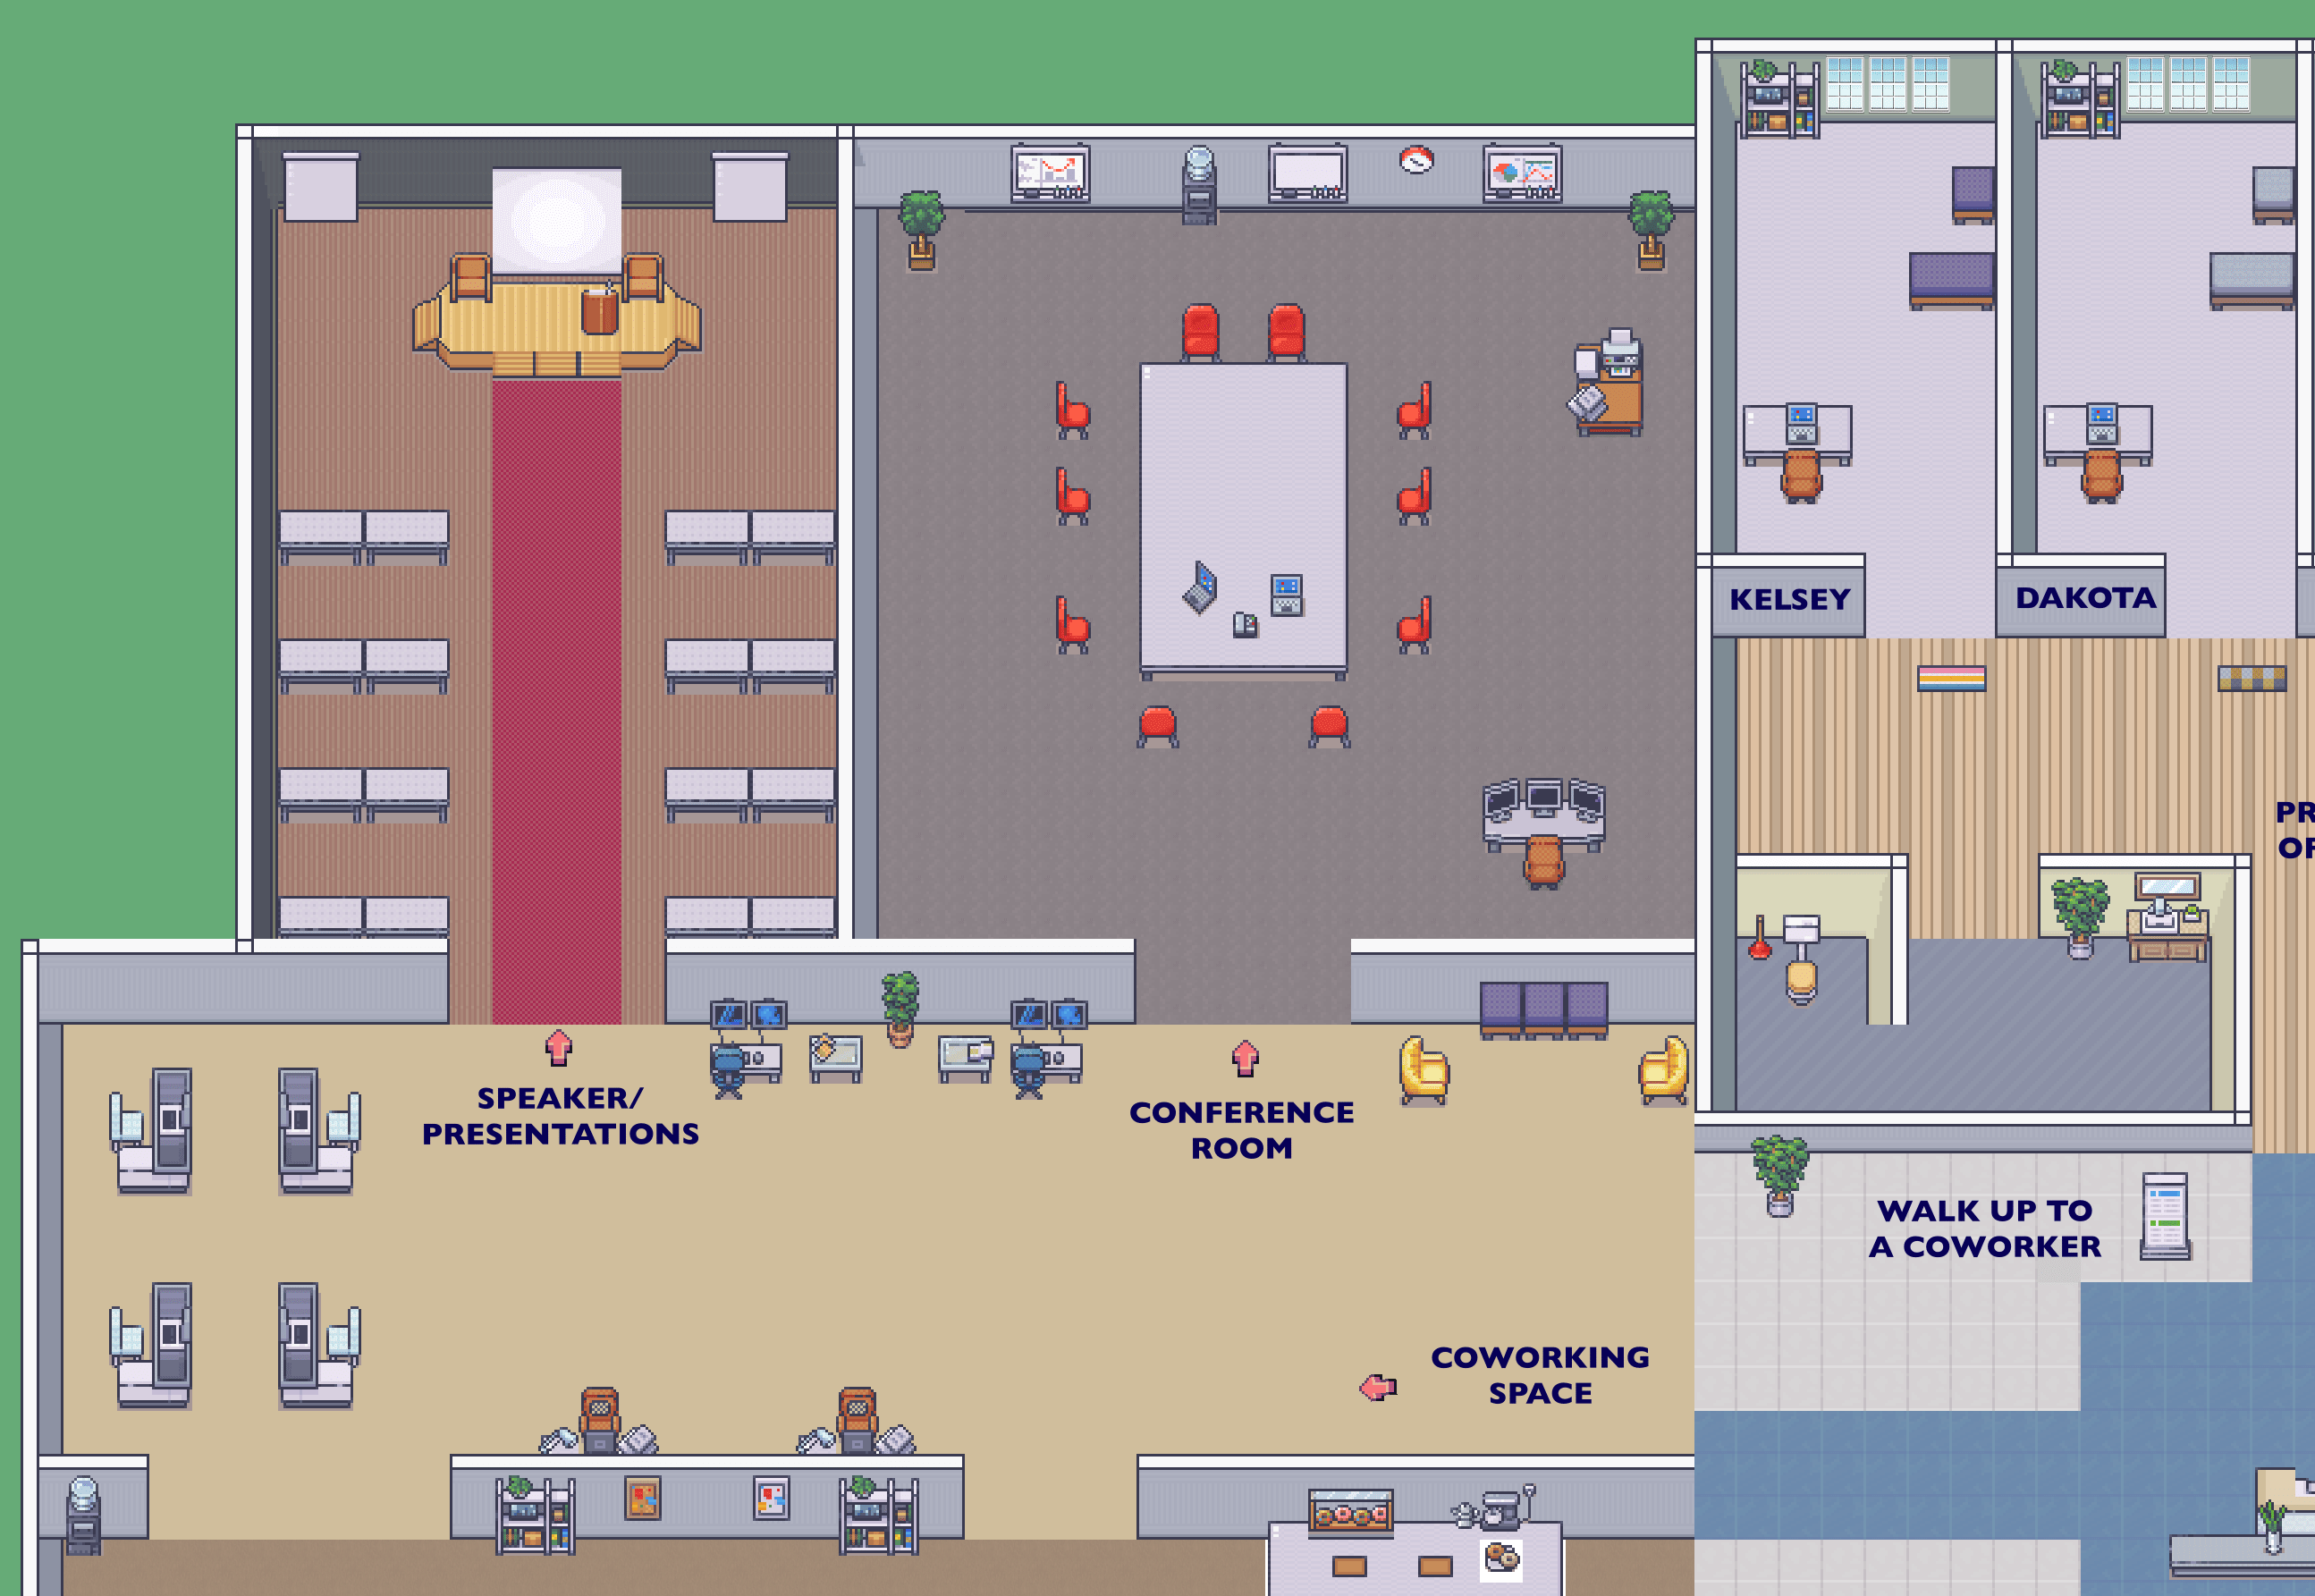 KELSEY
DAKOTA
SPEAKER/
PRESENTATIONS
CONFERENCE
ROOM
WALK UP TO
A COWORKER
COWORKING
SPACE